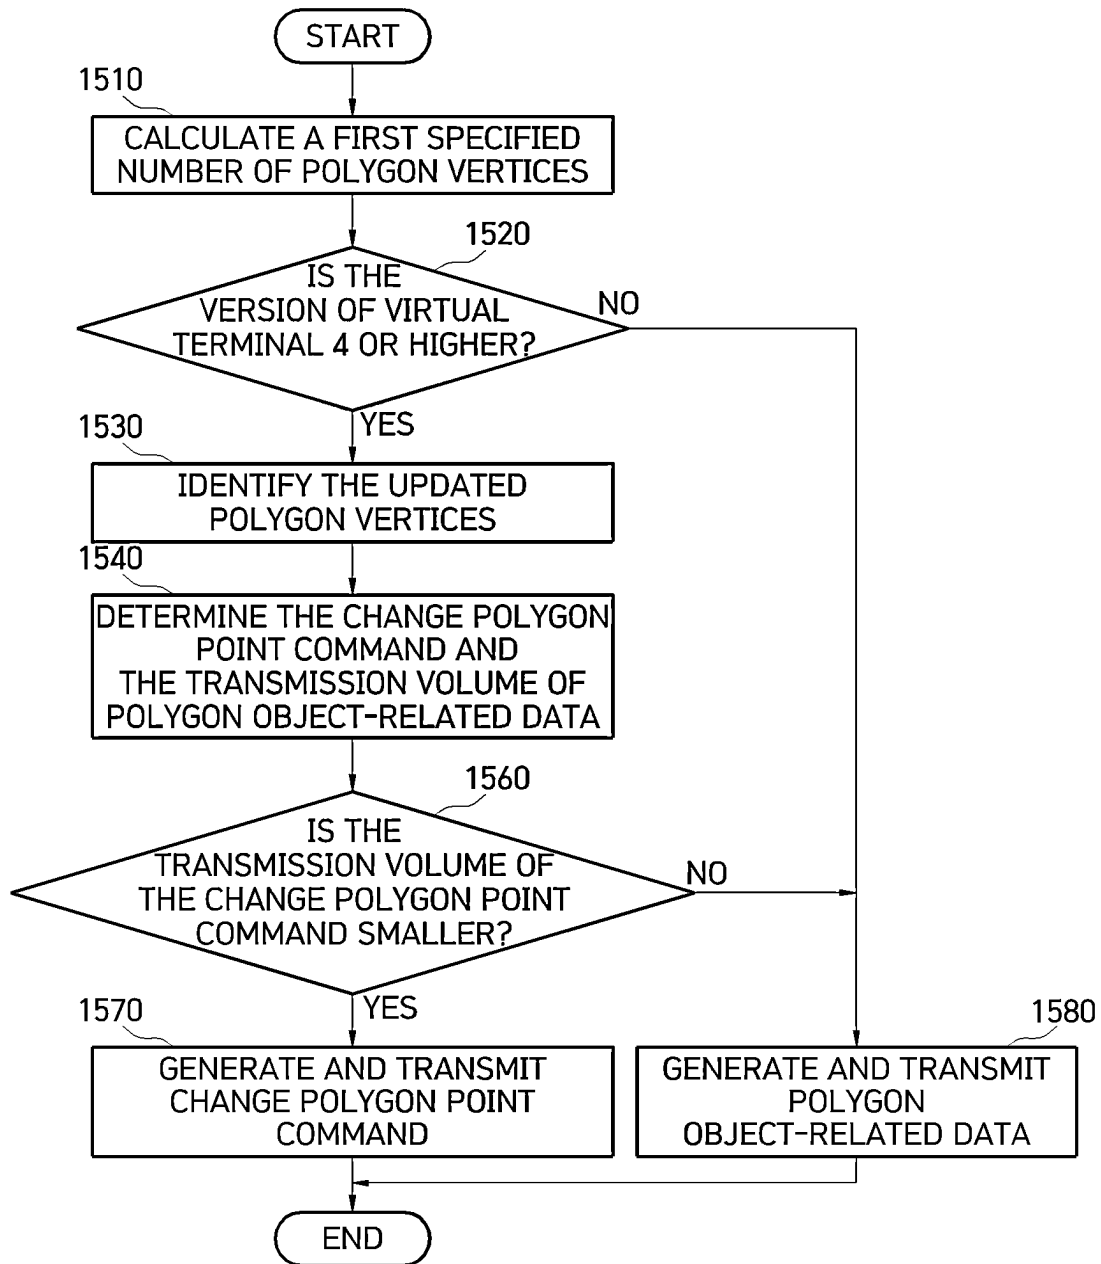 START
1510
CALCULATE A FIRST SPECIFIED
NUMBER OF POLYGON VERTICES
1520
IS THE
VERSION OF VIRTUAL
TERMINAL 4 OR HIGHER?
NO
YES
1530
IDENTIFY THE UPDATED
POLYGON VERTICES
1540
DETERMINE THE CHANGE POLYGON
POINT COMMAND AND
THE TRANSMISSION VOLUME OF
POLYGON OBJECT-RELATED DATA
1560
IS THE
TRANSMISSION VOLUME OF
THE CHANGE POLYGON POINT
COMMAND SMALLER?
NO
YES
1570
GENERATE AND TRANSMIT
CHANGE POLYGON POINT
COMMAND
1580
GENERATE AND TRANSMIT
POLYGON
OBJECT-RELATED DATA
END